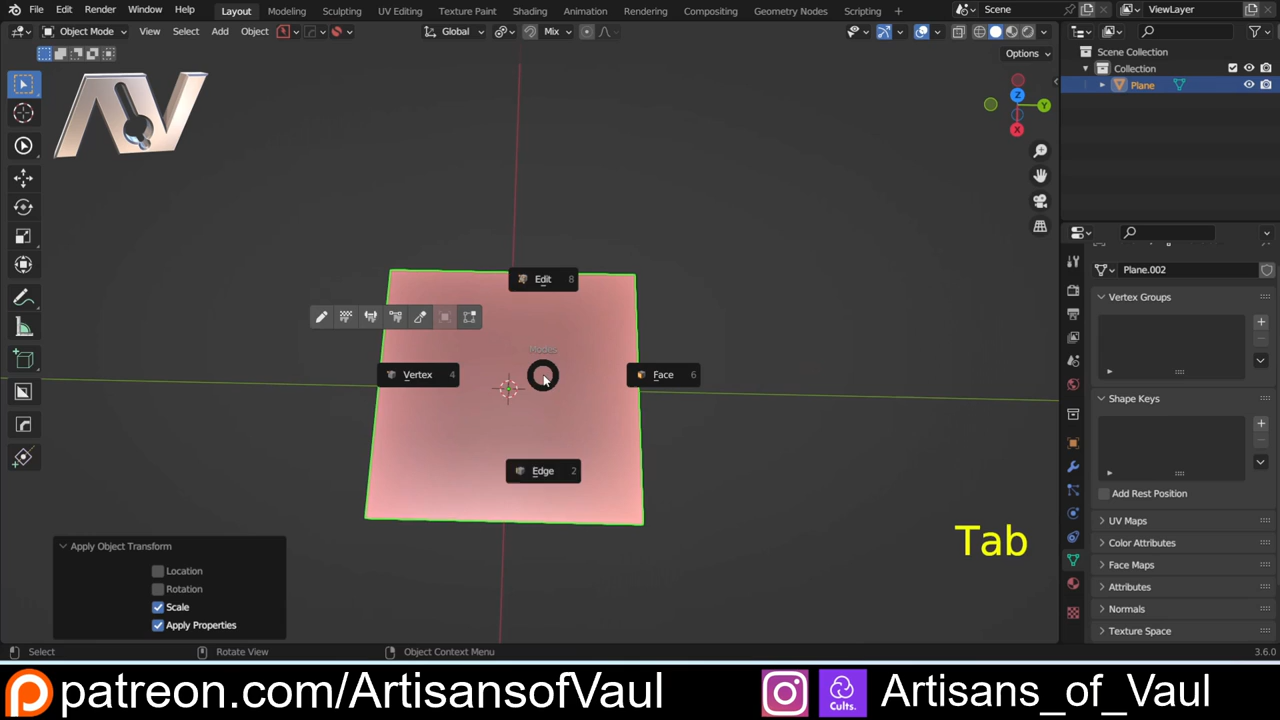 File Edit Render Window Help
Layout Modeling Sculpting UV Editing Texture Paint Shading Animation Rendering Compositing Geometry Nodes Scripting +
Scene ViewLayer
Object Mode View Select Add Object
Global Mix
Options
Scene Collection
Collection
Plane
Z
Y
X
AV
Edit 8
Modes
Vertex 4
Face 6
Edge 2
Tab
Apply Object Transform
Location
Rotation
Scale
Apply Properties
Plane.002
Vertex Groups
Shape Keys
Add Rest Position
UV Maps
Color Attributes
Face Maps
Attributes
Normals
Texture Space
Select Rotate View Object Context Menu 3.6.0
patreon.com/ArtisansofVaul Cults. Artisans_of_Vaul